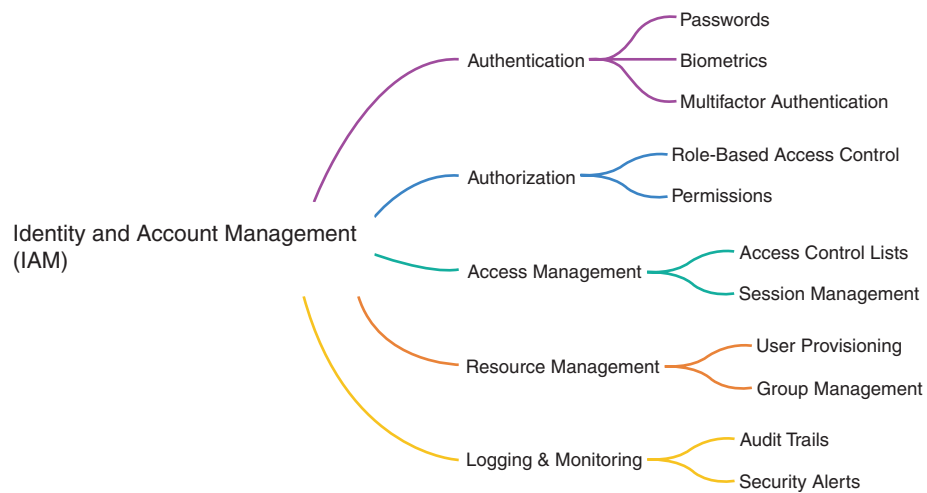 Identity and Account Management
(IAM)
Authentication
Passwords
Biometrics
Multifactor Authentication
Authorization
Role-Based Access Control
Permissions
Access Management
Access Control Lists
Session Management
Resource Management
User Provisioning
Group Management
Logging & Monitoring
Audit Trails
Security Alerts